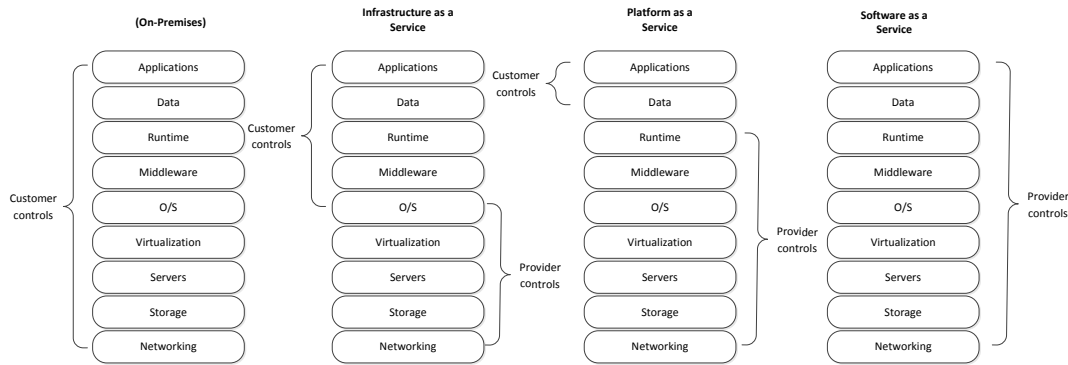 (On-Premises)
Applications
Data
Runtime
Middleware
O/S
Virtualization
Servers
Storage
Networking
Customer
controls
Infrastructure as a
Service
Applications
Data
Runtime
Middleware
O/S
Virtualization
Servers
Storage
Networking
Customer
controls
Provider
controls
Platform as a
Service
Applications
Data
Runtime
Middleware
O/S
Virtualization
Servers
Storage
Networking
Customer
controls
Provider
controls
Software as a
Service
Applications
Data
Runtime
Middleware
O/S
Virtualization
Servers
Storage
Networking
Provider
controls